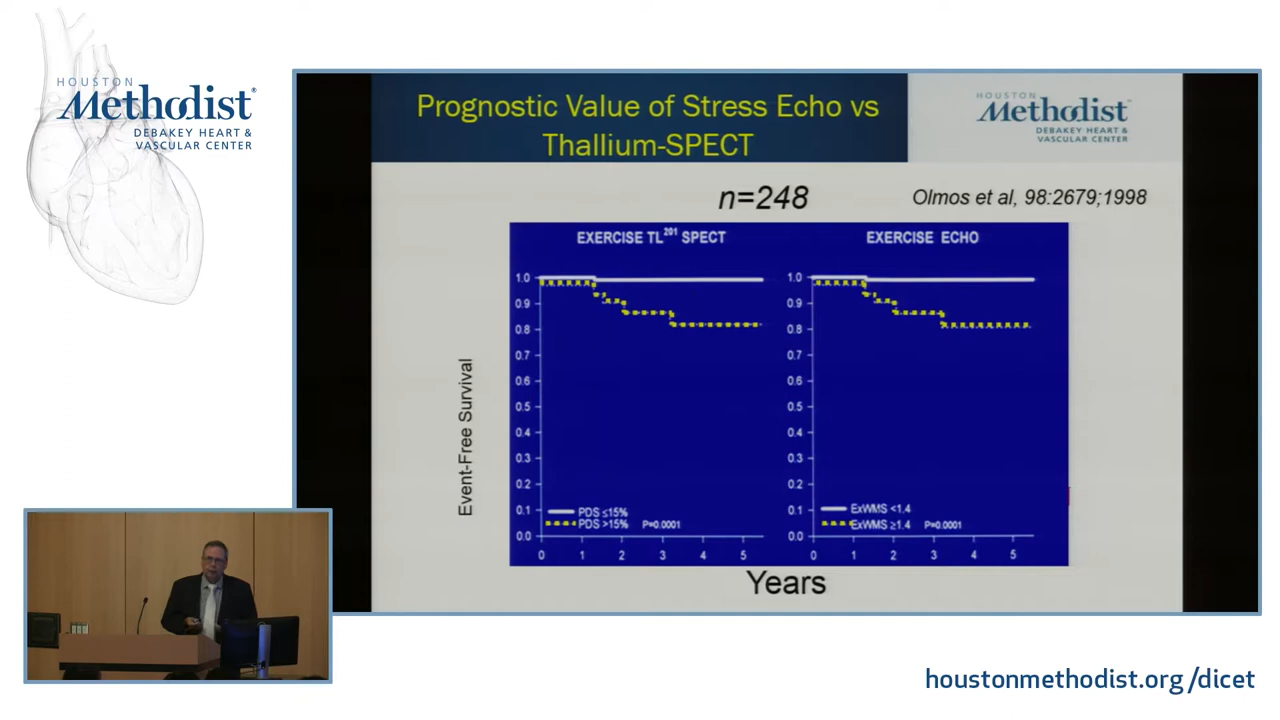 HOUSTON
Methodist®
DEBAKEY HEART &
VASCULAR CENTER
Prognostic Value of Stress Echo vs
Thallium-SPECT
HOUSTON
Methodist
DEBAKEY HEART &
VASCULAR CENTER
n=248
Olmos et al, 98:2679;1998
EXERCISE TL201 SPECT
EXERCISE ECHO
Event-Free Survival
1.0
0.9
0.8
0.7
0.6
0.5
0.4
0.3
0.2
0.1
0.0
PDS ≤15%
PDS >15% P=0.0001
0 1 2 3 4 5
1.0
0.9
0.8
0.7
0.6
0.5
0.4
0.3
0.2
0.1
0.0
ExWMS <1.4
ExWMS ≥1.4 P=0.0001
0 1 2 3 4 5
Years
houstonmethodist.org/dicet